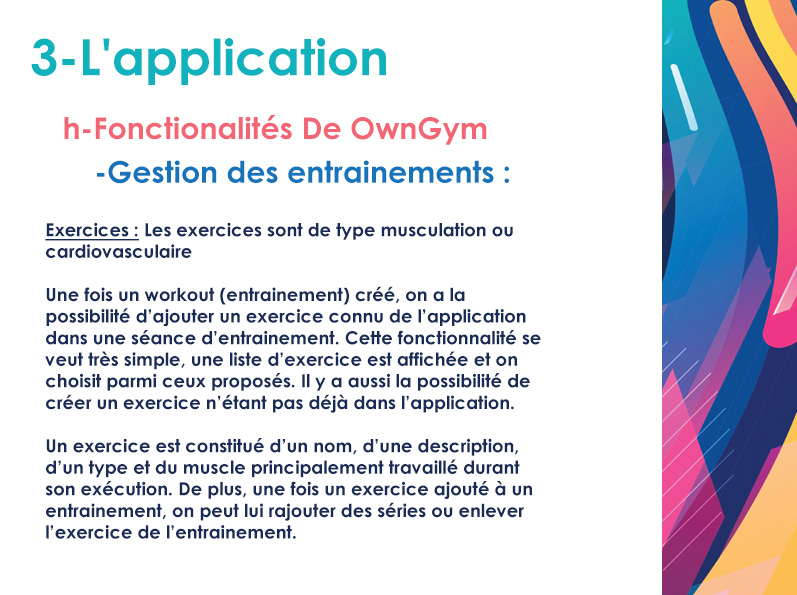 3-L'application
h-Fonctionalités De OwnGym
-Gestion des entrainements :
Exercices : Les exercices sont de type musculation ou
cardiovasculaire
Une fois un workout (entrainement) créé, on a la
possibilité d’ajouter un exercice connu de l’application
dans une séance d’entrainement. Cette fonctionnalité se
veut très simple, une liste d’exercice est affichée et on
choisit parmi ceux proposés. Il y a aussi la possibilité de
créer un exercice n’étant pas déjà dans l’application.
Un exercice est constitué d’un nom, d’une description,
d’un type et du muscle principalement travaillé durant
son exécution. De plus, une fois un exercice ajouté à un
entrainement, on peut lui rajouter des séries ou enlever
l’exercice de l’entrainement.